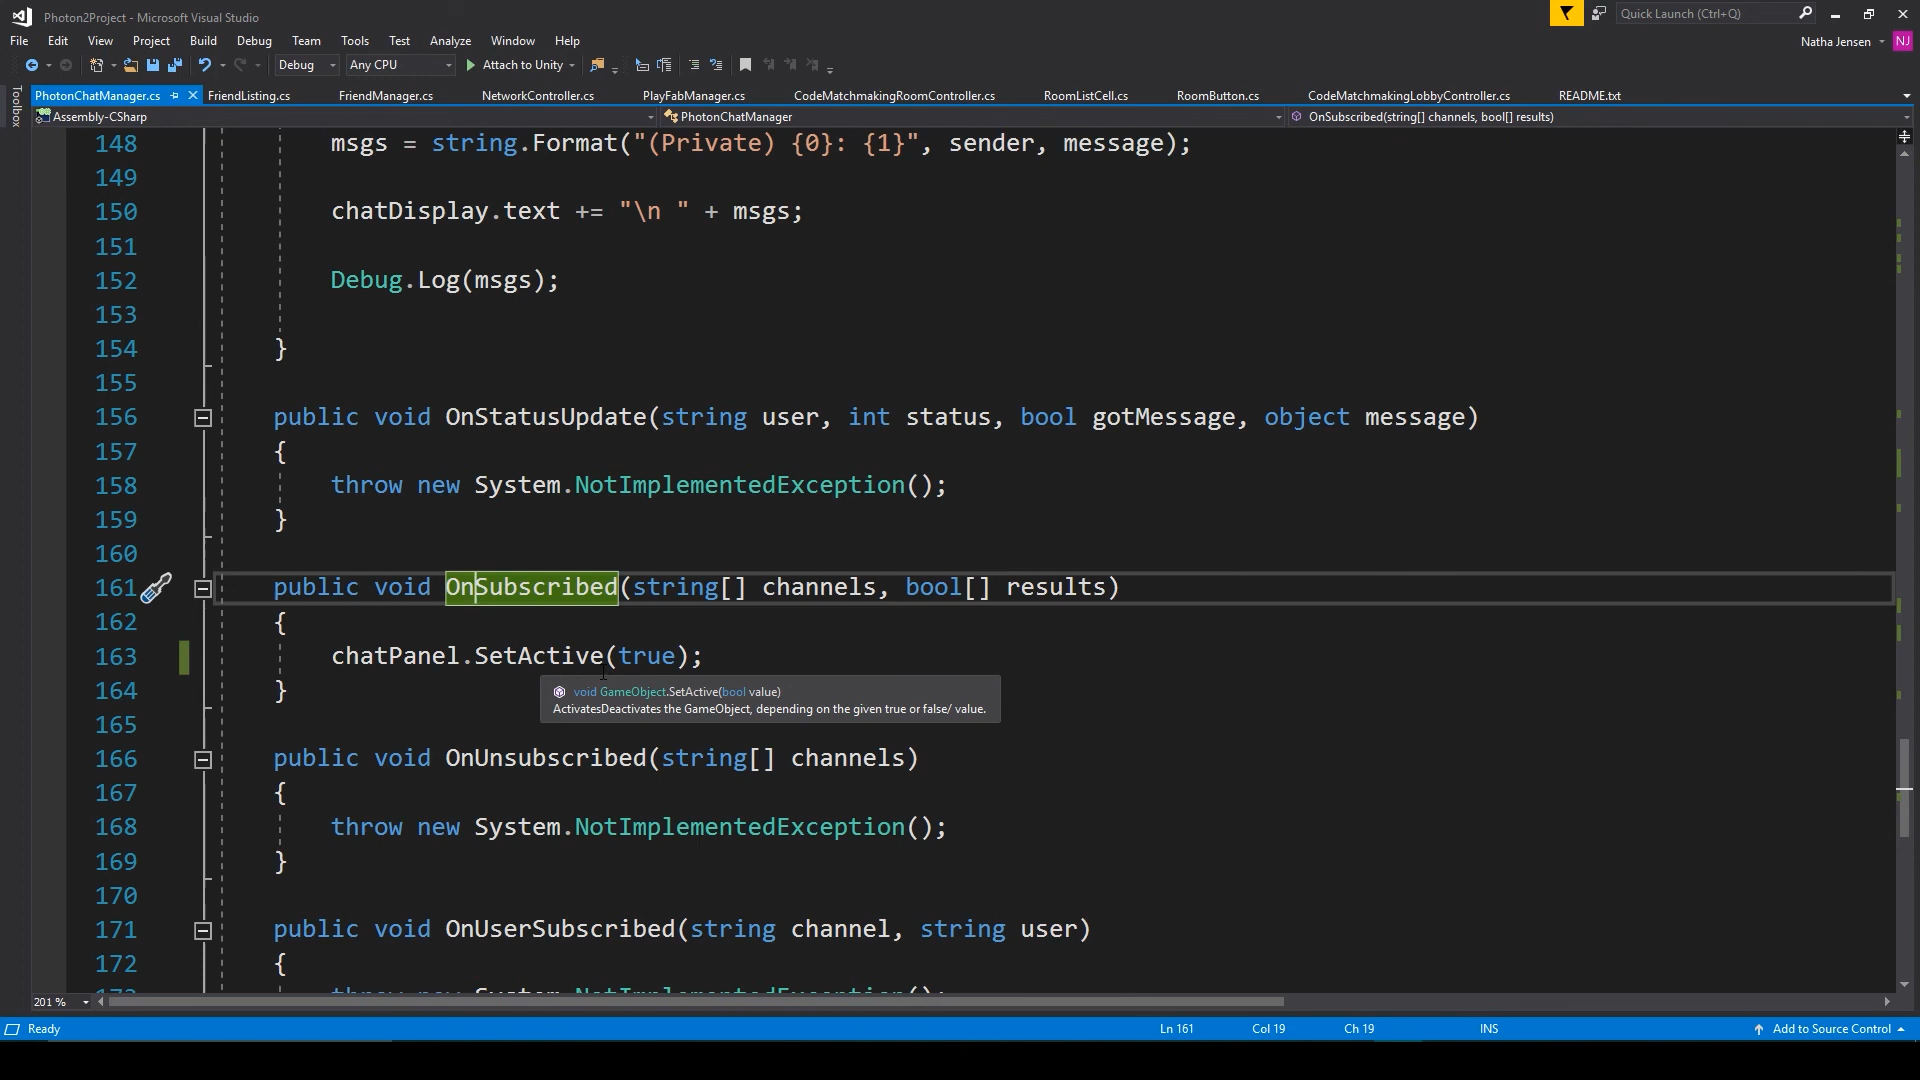 Photon2Project - Microsoft Visual Studio
Quick Launch (Ctrl+Q)
File Edit View Project Build Debug Team Tools Test Analyze Window Help
Natha Jensen NJ
Debug Any CPU Attach to Unity
PhotonChatManager.cs FriendListing.cs FriendManager.cs NetworkController.cs PlayFabManager.cs CodeMatchmakingRoomController.cs RoomListCell.cs RoomButton.cs CodeMatchmakingLobbyController.cs README.txt
Toolbox
Assembly-CSharp PhotonChatManager OnSubscribed(string[] channels, bool[] results)
148 msgs = string.Format("(Private) {0}: {1}", sender, message);
149
150 chatDisplay.text += "\n " + msgs;
151
152 Debug.Log(msgs);
153
154 }
155
156 public void OnStatusUpdate(string user, int status, bool gotMessage, object message)
157 {
158 throw new System.NotImplementedException();
159 }
160
161 public void OnSubscribed(string[] channels, bool[] results)
162 {
163 chatPanel.SetActive(true);
164 }
void GameObject.SetActive(bool value)
ActivatesDeactivates the GameObject, depending on the given true or false/ value.
165
166 public void OnUnsubscribed(string[] channels)
167 {
168 throw new System.NotImplementedException();
169 }
170
171 public void OnUserSubscribed(string channel, string user)
172 {
173 throw new System.NotImplementedException();
201 %
Ready Ln 161 Col 19 Ch 19 INS Add to Source Control